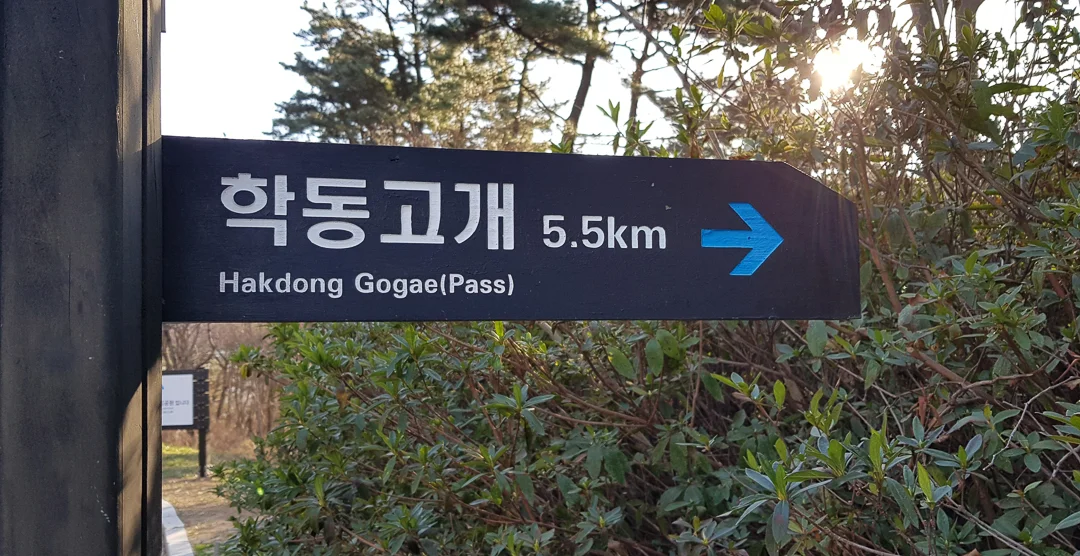 학동고개 5.5km →
Hakdong Gogae(Pass)